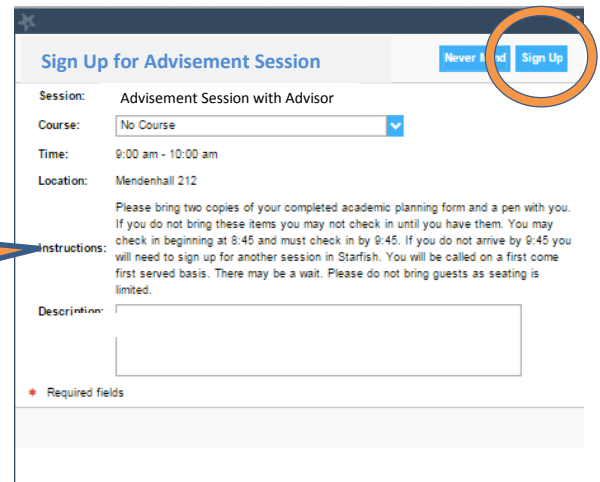 Sign Up for Advisement Session
Never Mind Sign Up
Session: Advisement Session with Advisor
Course: No Course
Time: 9:00 am - 10:00 am
Location: Mendenhall 212
Please bring two copies of your completed academic planning form and a pen with you.
If you do not bring these items you may not check in until you have them. You may
Instructions: check in beginning at 8:45 and must check in by 9:45. If you do not arrive by 9:45 you
will need to sign up for another session in Starfish. You will be called on a first come
first served basis. There may be a wait. Please do not bring guests as seating is
limited.
Description:
* Required fields